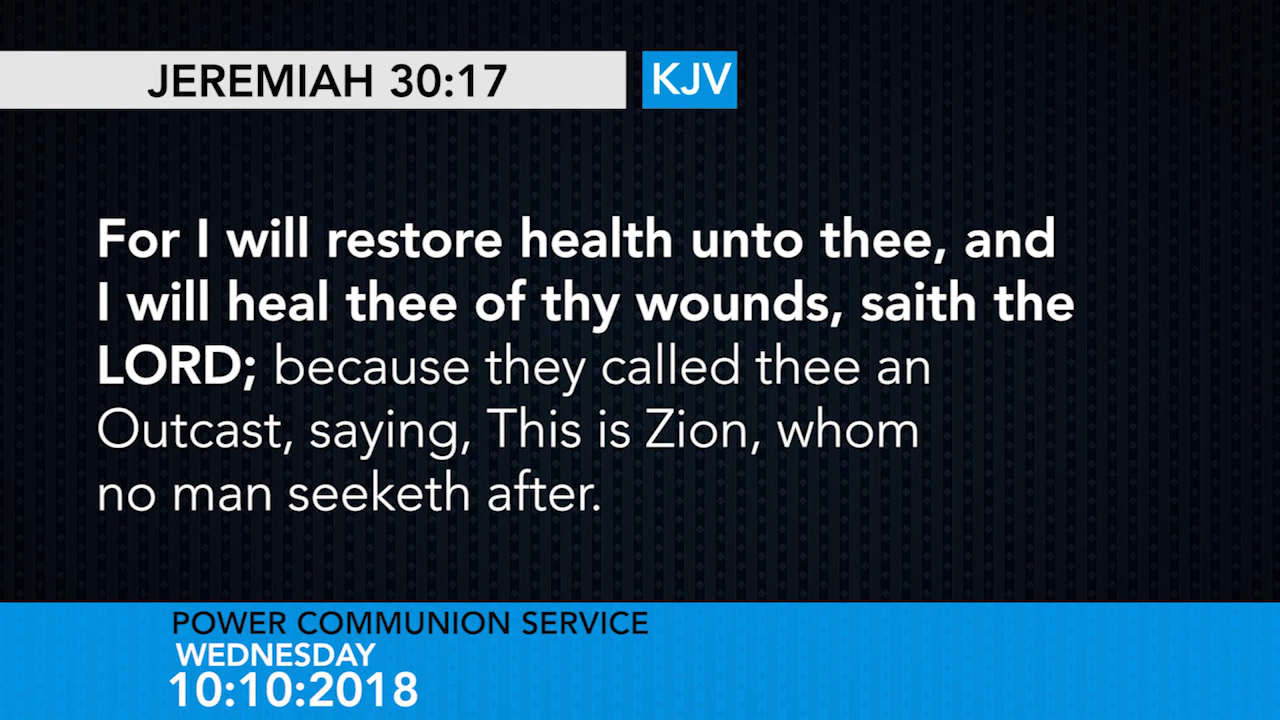 JEREMIAH 30:17 KJV
For I will restore health unto thee, and
I will heal thee of thy wounds, saith the
LORD; because they called thee an
Outcast, saying, This is Zion, whom
no man seeketh after.
POWER COMMUNION SERVICE
WEDNESDAY
10:10:2018